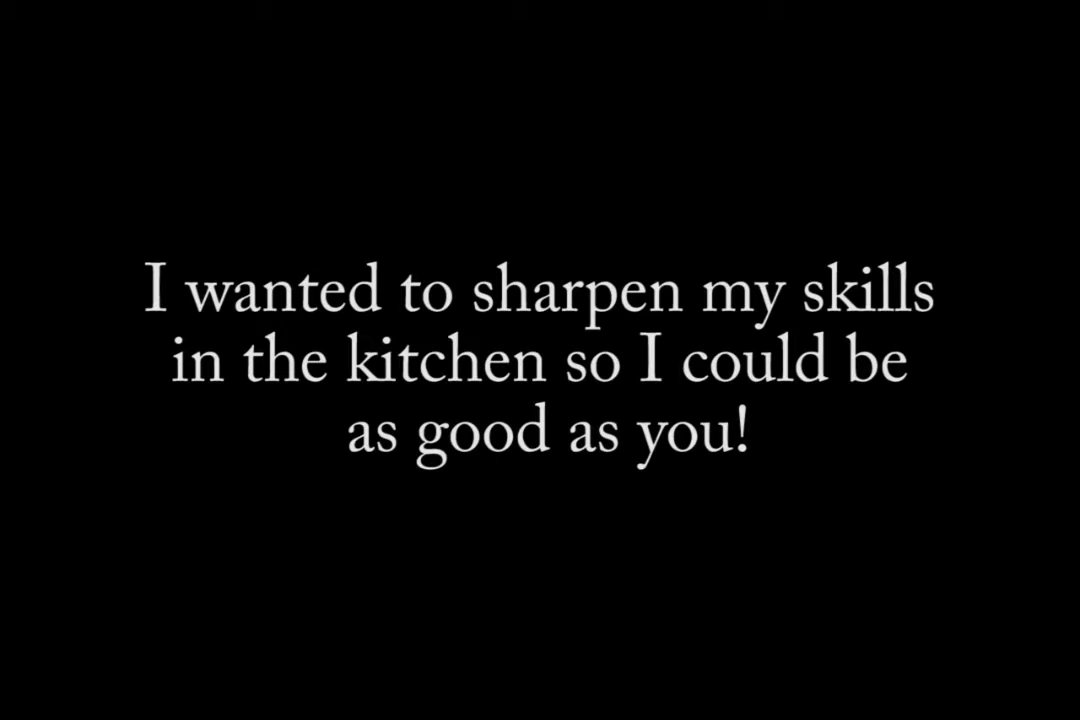 I wanted to sharpen my skills
in the kitchen so I could be
as good as you!